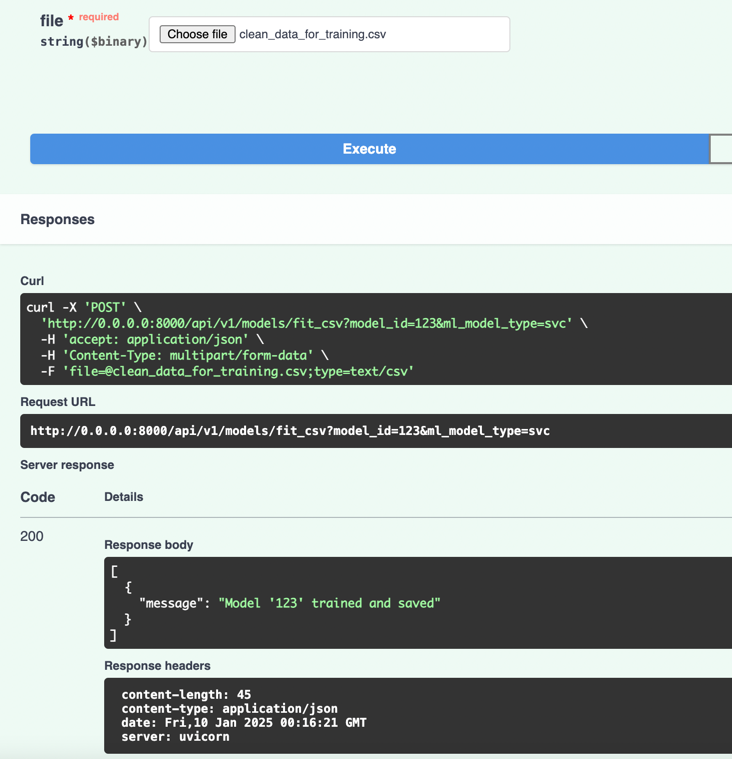 file * required
string($binary)
Choose file clean_data_for_training.csv
Execute
Responses
Curl
curl -X 'POST' \
'http://0.0.0.0:8000/api/v1/models/fit_csv?model_id=123&ml_model_type=svc' \
-H 'accept: application/json' \
-H 'Content-Type: multipart/form-data' \
-F 'file=@clean_data_for_training.csv;type=text/csv'
Request URL
http://0.0.0.0:8000/api/v1/models/fit_csv?model_id=123&ml_model_type=svc
Server response
Code Details
200
Response body
[
{
"message": "Model '123' trained and saved"
}
]
Response headers
content-length: 45
content-type: application/json
date: Fri,10 Jan 2025 00:16:21 GMT
server: uvicorn